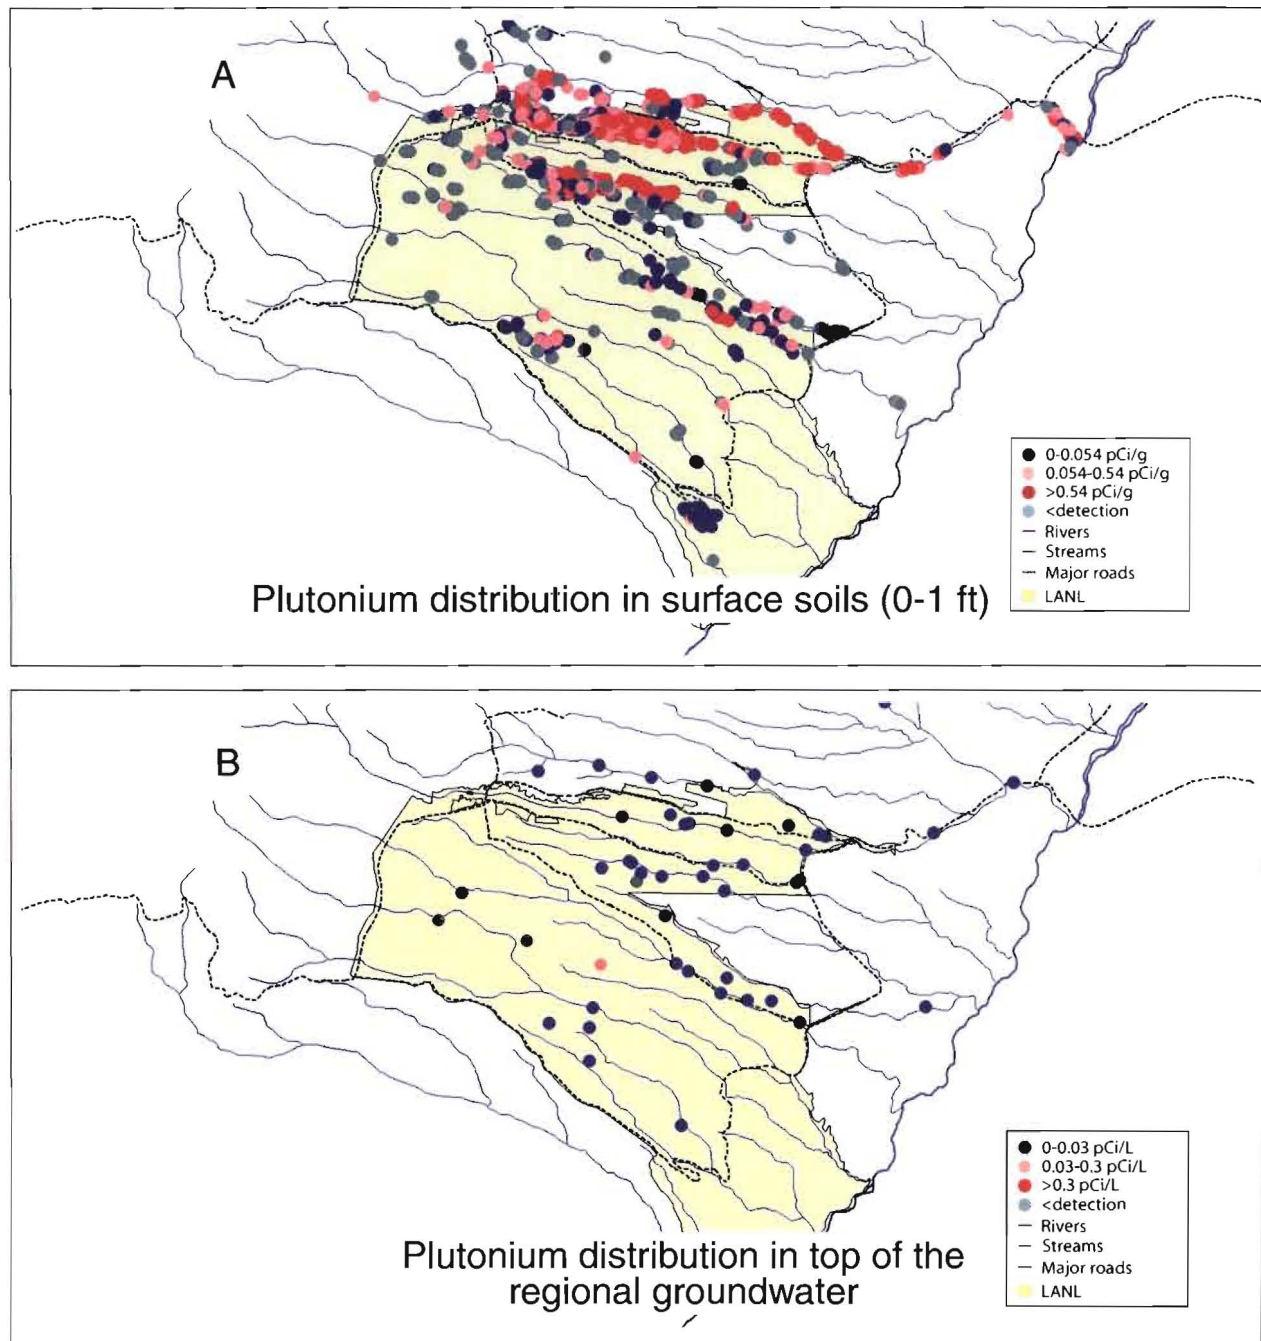 A
0-0.054 pCi/g
0.054-0.54 pCi/g
>0.54 pCi/g
<detection
Rivers
Streams
Major roads
LANL
Plutonium distribution in surface soils (0-1 ft)
B
0-0.03 pCi/L
0.03-0.3 pCi/L
>0.3 pCi/L
<detection
Rivers
Streams
Major roads
LANL
Plutonium distribution in top of the
regional groundwater